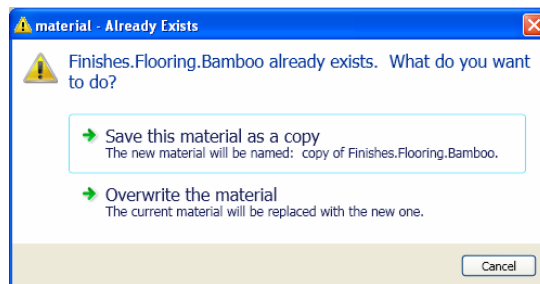 material - Already Exists
Finishes.Flooring.Bamboo already exists. What do you want
to do?
Save this material as a copy
The new material will be named: copy of Finishes.Flooring.Bamboo.
Overwrite the material
The current material will be replaced with the new one.
Cancel